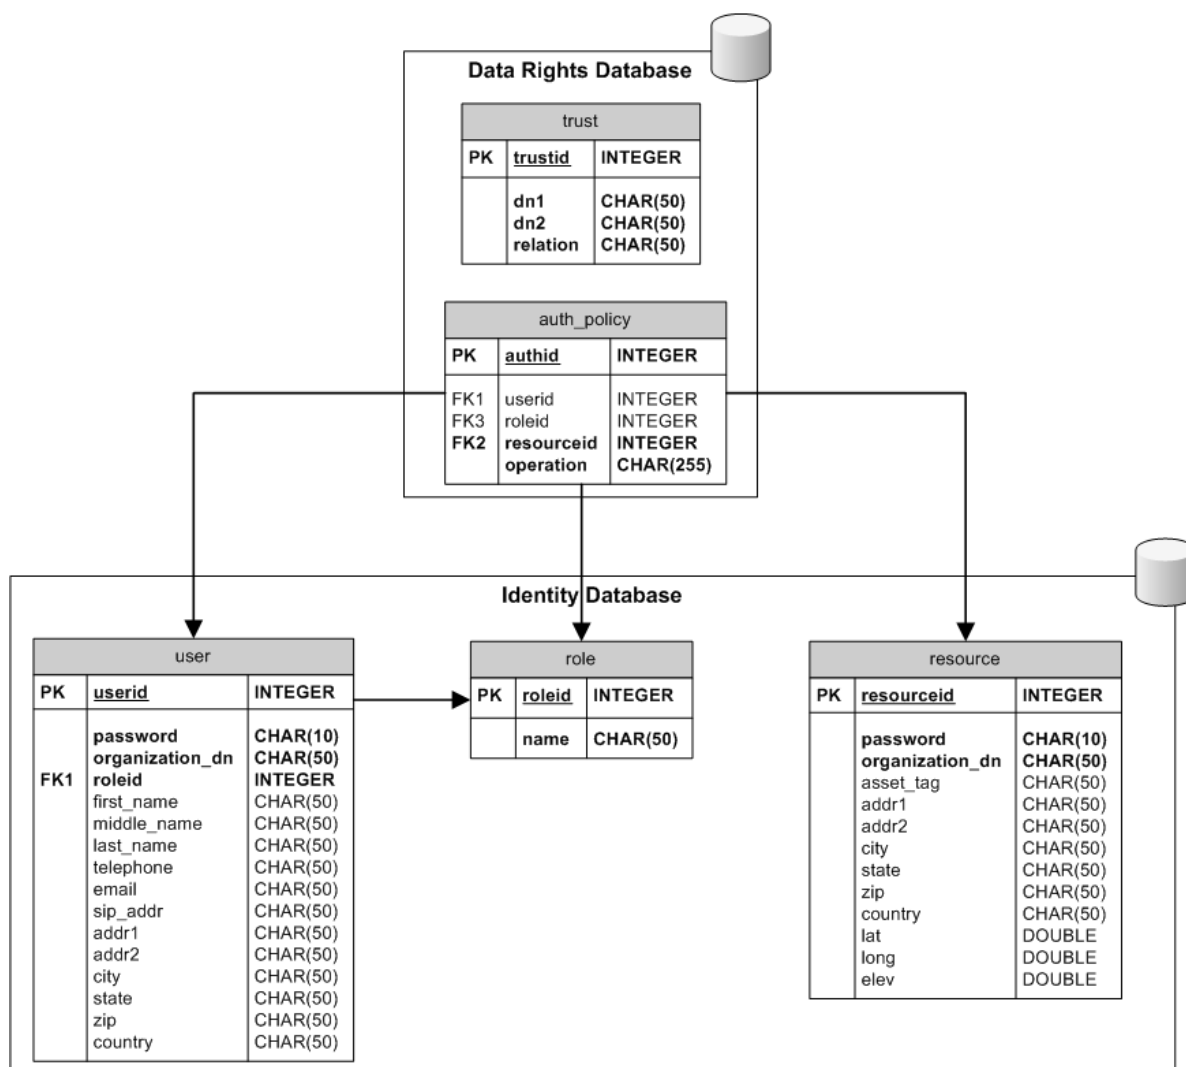 Data Rights Database
trust
PK trustid INTEGER
dn1 CHAR(50)
dn2 CHAR(50)
relation CHAR(50)
auth_policy
PK authid INTEGER
FK1 userid INTEGER
FK3 roleid INTEGER
FK2 resourceid INTEGER
operation CHAR(255)
Identity Database
user
PK userid INTEGER
password CHAR(10)
organization_dn CHAR(50)
FK1 roleid INTEGER
first_name CHAR(50)
middle_name CHAR(50)
last_name CHAR(50)
telephone CHAR(50)
email CHAR(50)
sip_addr CHAR(50)
addr1 CHAR(50)
addr2 CHAR(50)
city CHAR(50)
state CHAR(50)
zip CHAR(50)
country CHAR(50)
role
PK roleid INTEGER
name CHAR(50)
resource
PK resourceid INTEGER
password CHAR(10)
organization_dn CHAR(50)
asset_tag CHAR(50)
addr1 CHAR(50)
addr2 CHAR(50)
city CHAR(50)
state CHAR(50)
zip CHAR(50)
country CHAR(50)
lat DOUBLE
long DOUBLE
elev DOUBLE